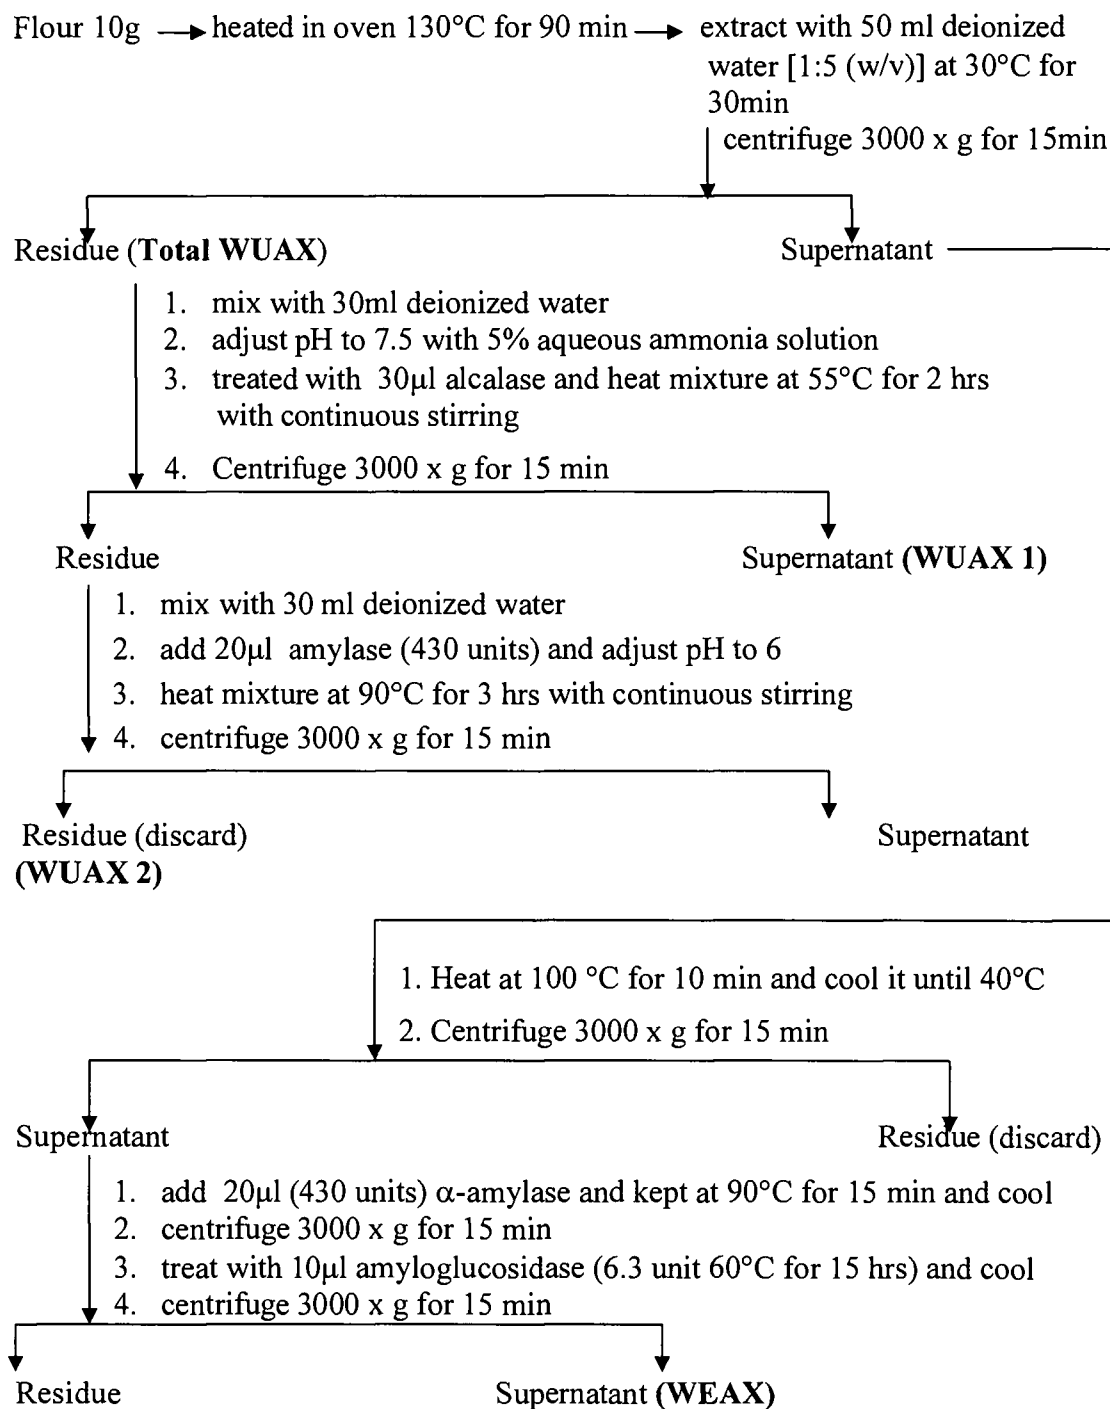 Flour 10g heated in oven 130°C for 90 min extract with 50 ml deionized
water [1:5 (w/v)] at 30°C for
30min
centrifuge 3000 x g for 15min
Residue (Total WUAX) Supernatant
1. mix with 30ml deionized water
2. adjust pH to 7.5 with 5% aqueous ammonia solution
3. treated with 30µl alcalase and heat mixture at 55°C for 2 hrs
with continuous stirring
4. Centrifuge 3000 x g for 15 min
Residue Supernatant (WUAX 1)
1. mix with 30 ml deionized water
2. add 20µl amylase (430 units) and adjust pH to 6
3. heat mixture at 90°C for 3 hrs with continuous stirring
4. centrifuge 3000 x g for 15 min
Residue (discard) Supernatant
(WUAX 2)
1. Heat at 100 °C for 10 min and cool it until 40°C
2. Centrifuge 3000 x g for 15 min
Supernatant Residue (discard)
1. add 20µl (430 units) α-amylase and kept at 90°C for 15 min and cool
2. centrifuge 3000 x g for 15 min
3. treat with 10µl amyloglucosidase (6.3 unit 60°C for 15 hrs) and cool
4. centrifuge 3000 x g for 15 min
Residue Supernatant (WEAX)